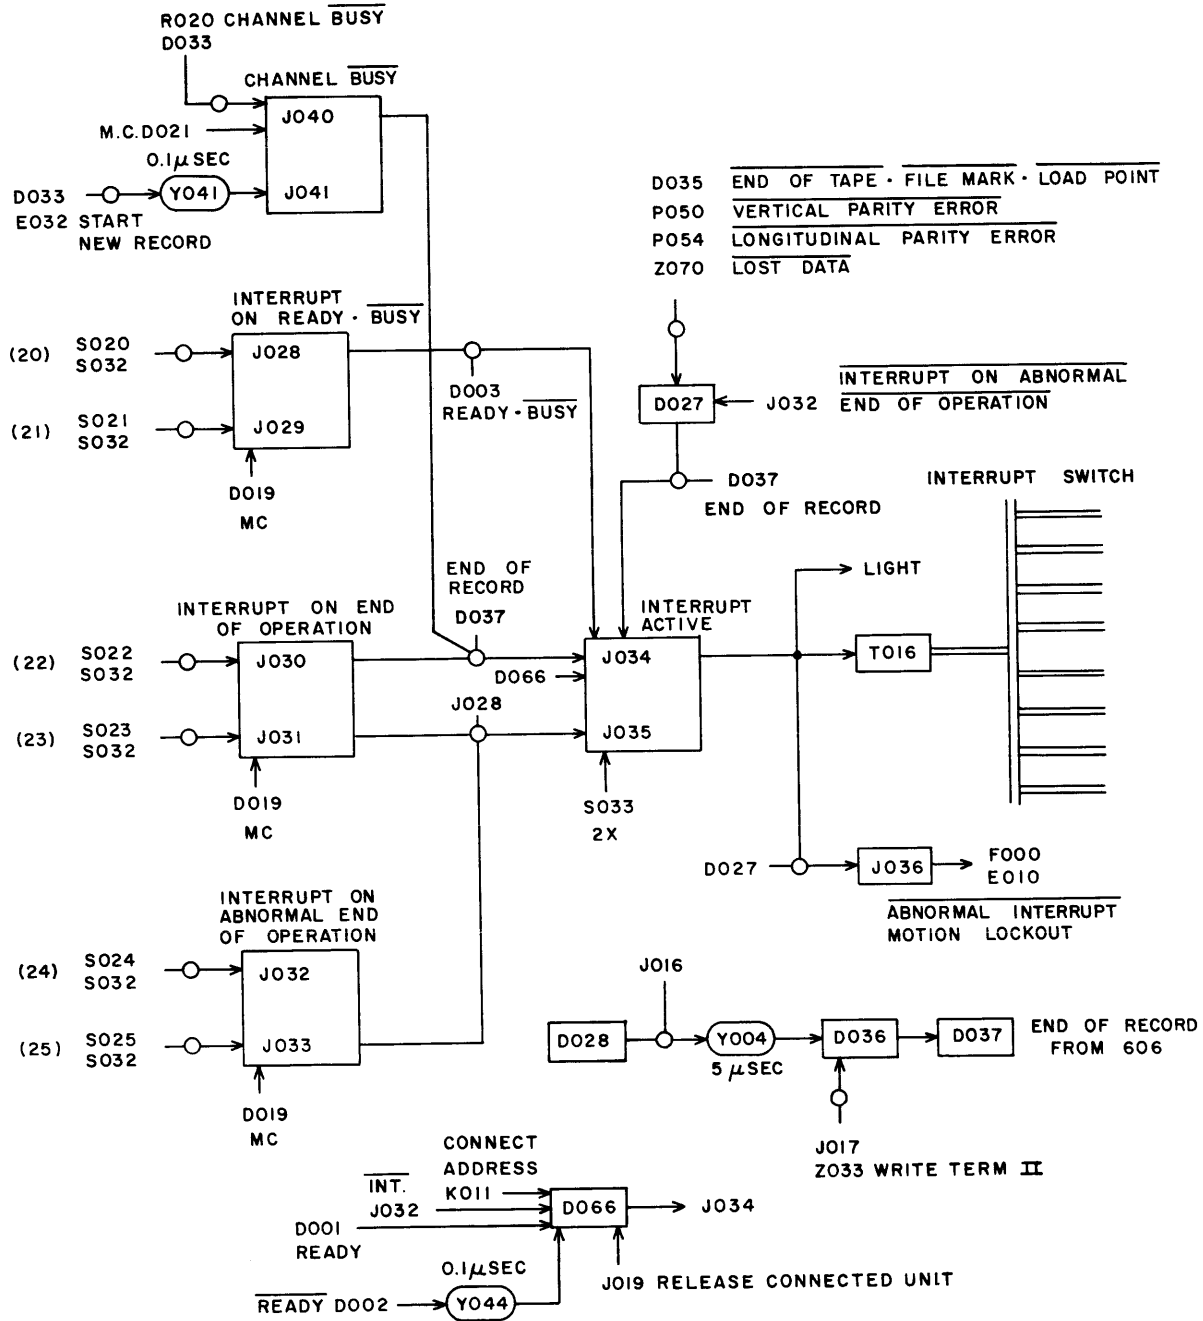 R020 CHANNEL BUSY
D033
CHANNEL BUSY
J040
M.C.D021
0.1μSEC
D033
Y041
J041
E032 START
NEW RECORD
D035 END OF TAPE · FILE MARK · LOAD POINT
P050 VERTICAL PARITY ERROR
P054 LONGITUDINAL PARITY ERROR
Z070 LOST DATA
INTERRUPT
ON READY · BUSY
(20) S020
S032
J028
D003
READY · BUSY
(21) S021
S032
J029
D019
MC
D027
J032
INTERRUPT ON ABNORMAL
END OF OPERATION
D037
END OF RECORD
INTERRUPT SWITCH
LIGHT
END OF
RECORD
D037
INTERRUPT ON END
OF OPERATION
INTERRUPT
ACTIVE
(22) S022
S032
J030
D066
J034
T016
J028
(23) S023
S032
J031
J035
D019
MC
S033
2X
D027
J036
F000
E010
ABNORMAL INTERRUPT
MOTION LOCKOUT
INTERRUPT ON
ABNORMAL END
OF OPERATION
(24) S024
S032
J032
(25) S025
S032
J033
D019
MC
J016
D028
Y004
5μSEC
D036
D037
END OF RECORD
FROM 606
J017
Z033 WRITE TERM II
CONNECT
ADDRESS
K011
INT.
J032
D066
J034
D001
READY
J019 RELEASE CONNECTED UNIT
0.1μSEC
READY D002
Y044